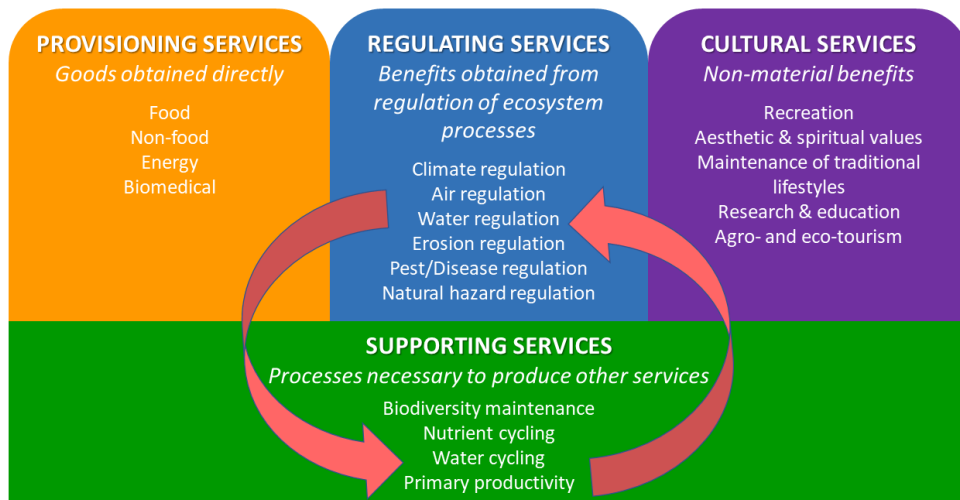 PROVISIONING SERVICES
Goods obtained directly
Food
Non-food
Energy
Biomedical
REGULATING SERVICES
Benefits obtained from
regulation of ecosystem
processes
Climate regulation
Air regulation
Water regulation
Erosion regulation
Pest/Disease regulation
Natural hazard regulation
CULTURAL SERVICES
Non-material benefits
Recreation
Aesthetic & spiritual values
Maintenance of traditional
lifestyles
Research & education
Agro- and eco-tourism
SUPPORTING SERVICES
Processes necessary to produce other services
Biodiversity maintenance
Nutrient cycling
Water cycling
Primary productivity